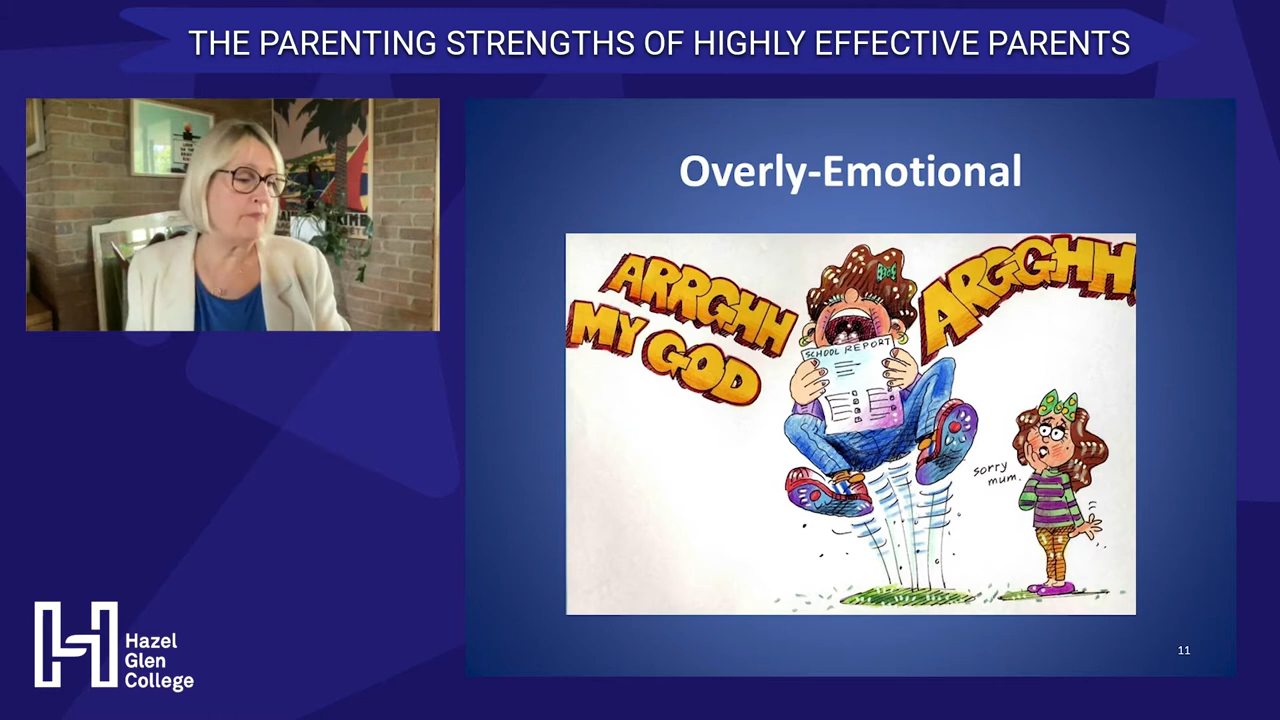 THE PARENTING STRENGTHS OF HIGHLY EFFECTIVE PARENTS
Overly-Emotional
ARRGHH
MY GOD
ARGGHH
SCHOOL REPORT
sorry
mum.
11
Hazel
Glen
College